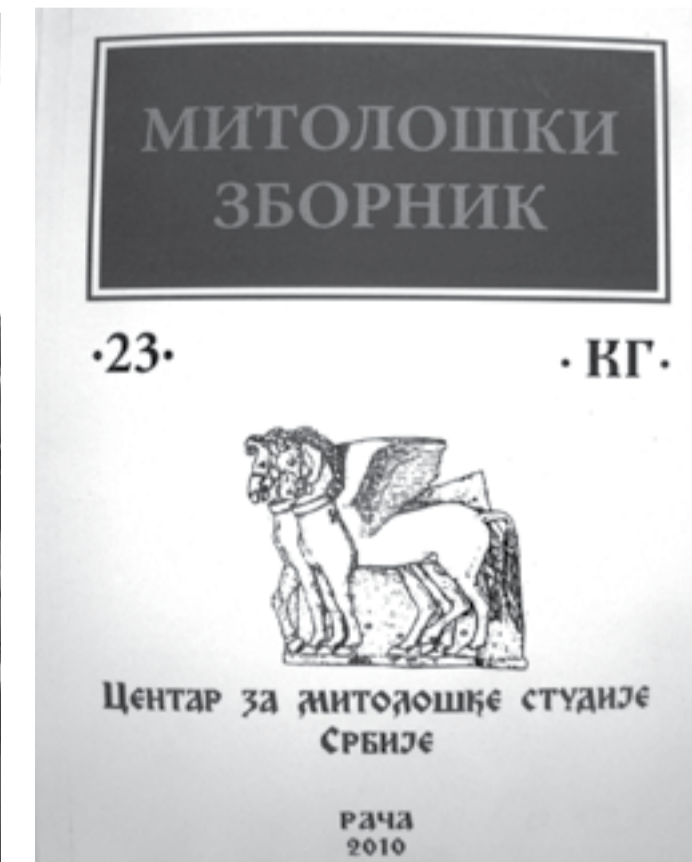 МИТОЛОШКИ
ЗБОРНИК
·23· · КГ ·
Центар за митолошке студије
Србије
РАЧА
2010